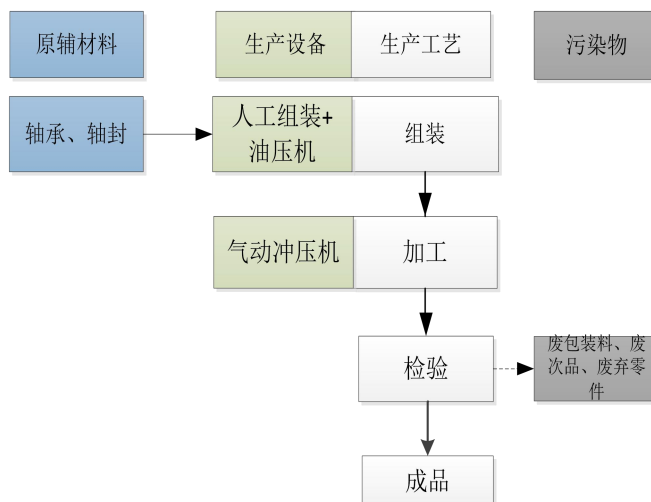 原辅材料
生产设备
生产工艺
污染物
轴承、轴封
人工组装+
油压机
组装
气动冲压机
加工
检验
废包装料、废
次品、废弃零
件
成品